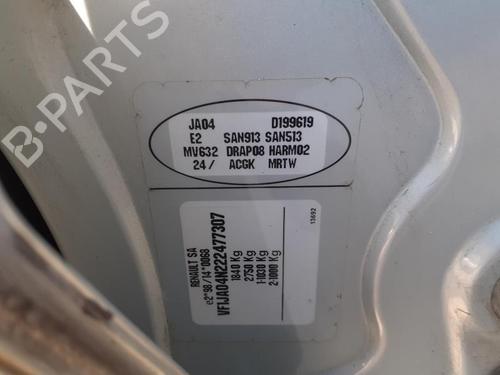 B-PARTS
JA04 D199619
E2 SAN913 SAN513
MV632 DRAP08 HARM02
24/ ACGK MRTW
RENAULT SA
e2*98/14*0068
VF1JA04N222477307
1840 Kg
2750 Kg
1-1030 Kg
2-1000 Kg
13692